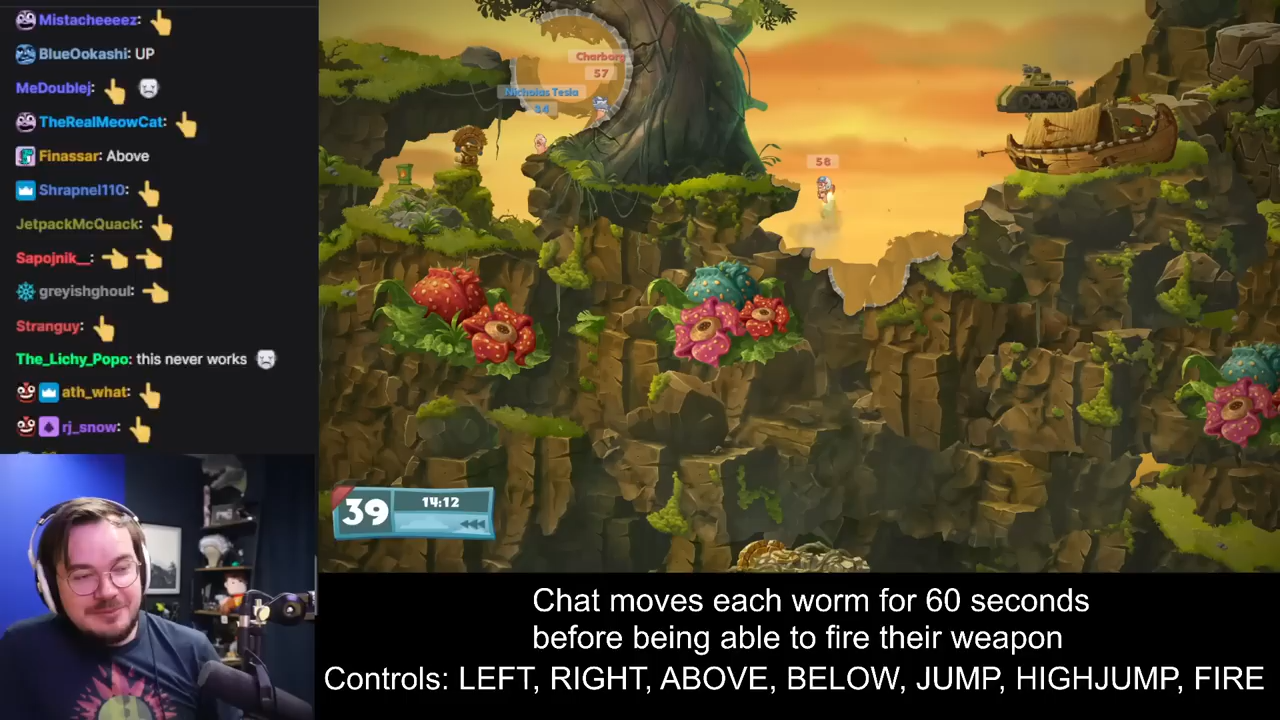 Mistacheeeez:
BlueOokashi: UP
MeDoublej:
TheRealMeowCat:
Finassar: Above
Shrapnel110:
JetpackMcQuack:
Sapojnik__:
greyishghoul:
Stranguy:
The_Lichy_Popo: this never works
ath_what:
rj_snow:
Charborg
57
Nicholas Tesla
34
58
39
14:12
Chat moves each worm for 60 seconds
before being able to fire their weapon
Controls: LEFT, RIGHT, ABOVE, BELOW, JUMP, HIGHJUMP, FIRE